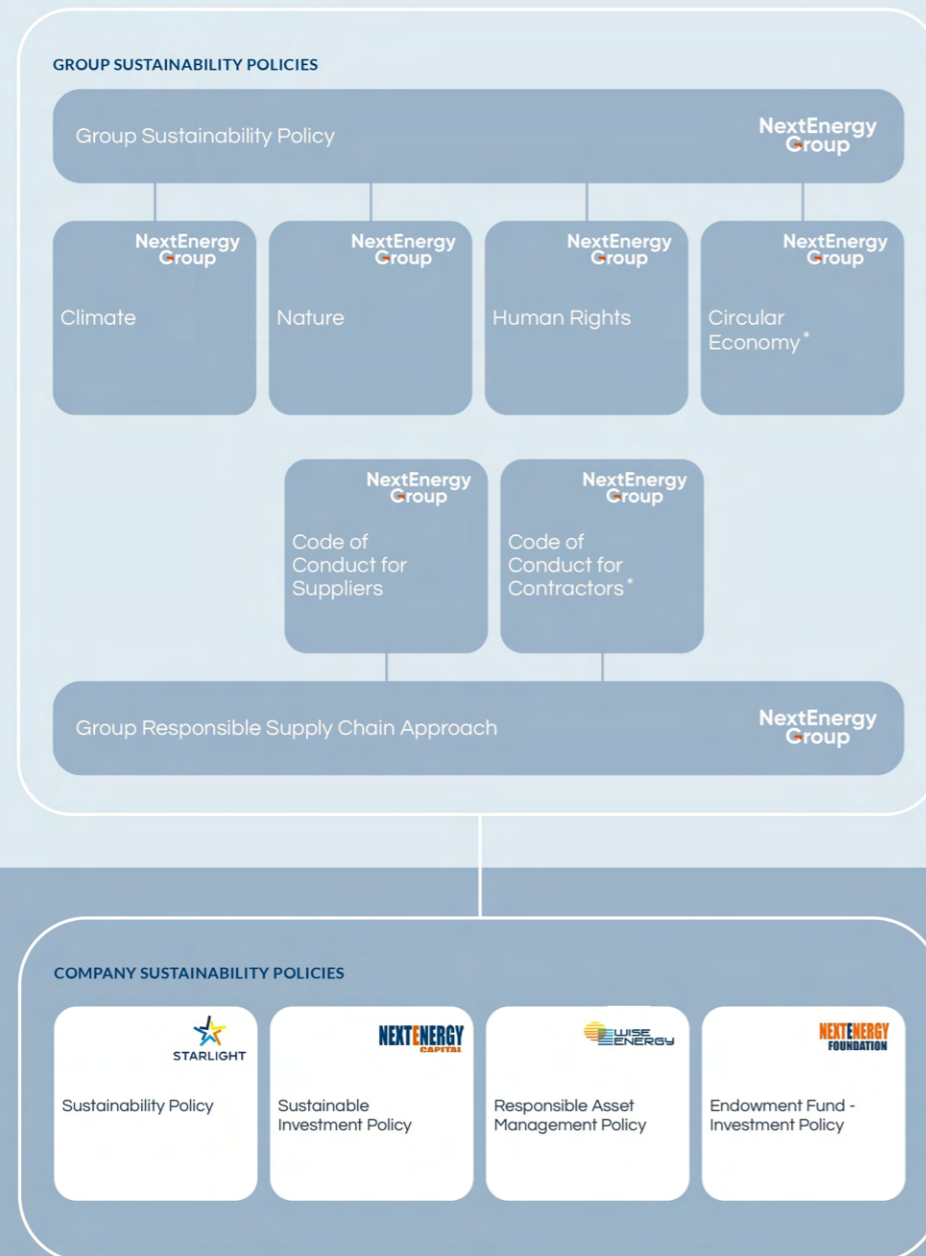 GROUP SUSTAINABILITY POLICIES
Group Sustainability Policy
NextEnergy
Group
NextEnergy
Group
Climate
NextEnergy
Group
Nature
NextEnergy
Group
Human Rights
NextEnergy
Group
Circular
Economy*
NextEnergy
Group
Code of
Conduct for
Suppliers
NextEnergy
Group
Code of
Conduct for
Contractors*
Group Responsible Supply Chain Approach
NextEnergy
Group
COMPANY SUSTAINABILITY POLICIES
STARLIGHT
Sustainability Policy
NEXTENERGY
CAPITAL
Sustainable
Investment Policy
WISE
ENERGY
Responsible Asset
Management Policy
NEXTENERGY
FOUNDATION
Endowment Fund -
Investment Policy